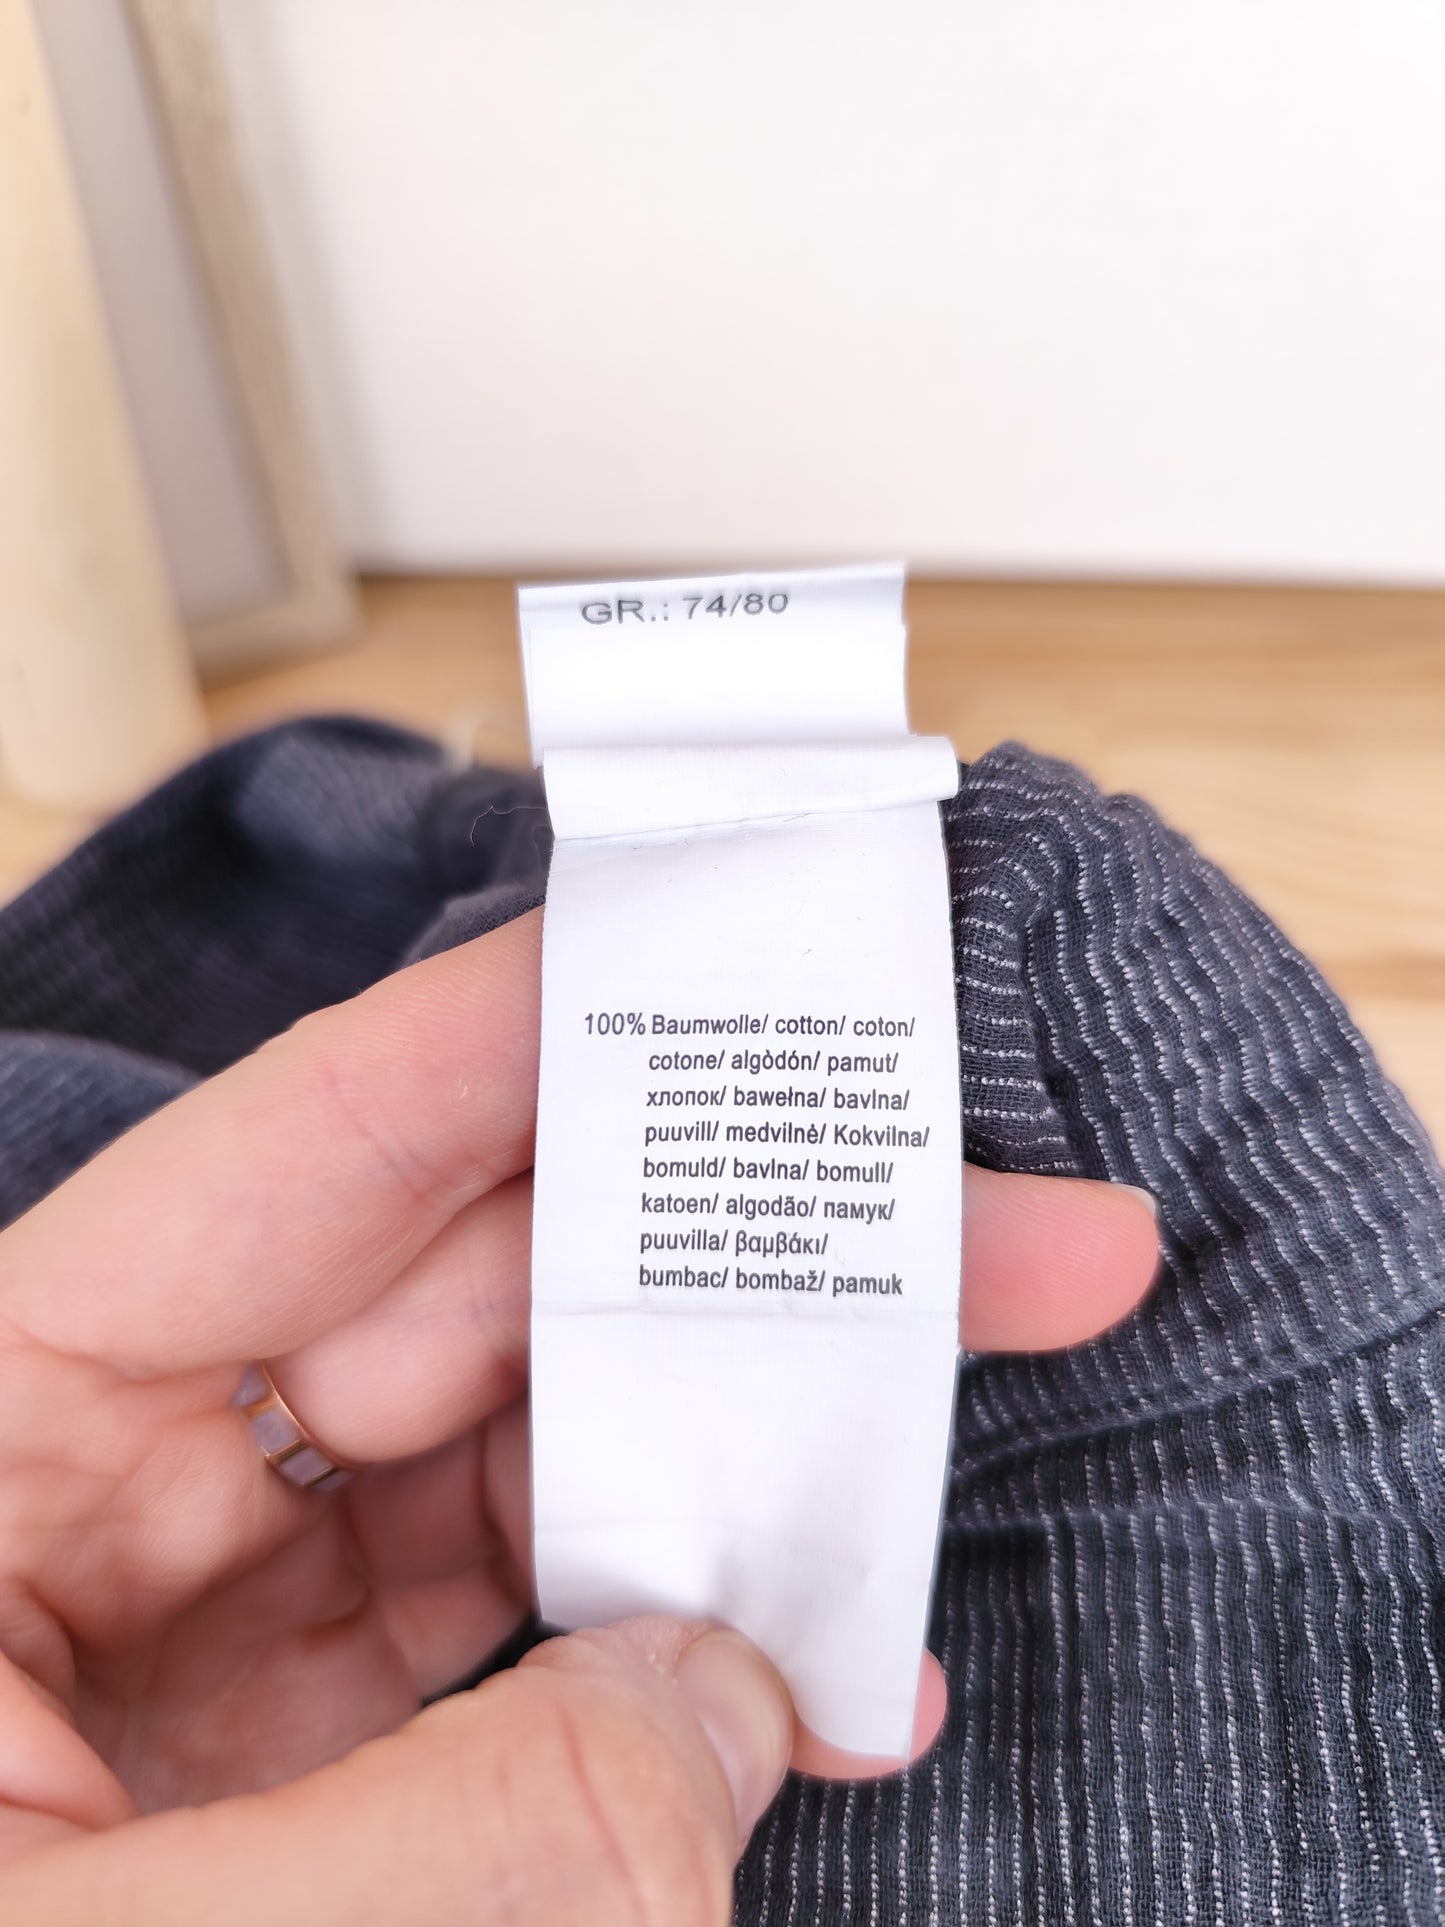 GR.: 74/80
100% Baumwolle/ cotton/ coton/
cotone/ algòdón/ pamut/
хлопок/ bawełna/ bavlna/
puuvill/ medvilnė/ Kokvilna/
bomuld/ bavlna/ bomull/
katoen/ algodão/ памук/
puuvilla/ βαμβάκι/
bumbac/ bombaž/ pamuk